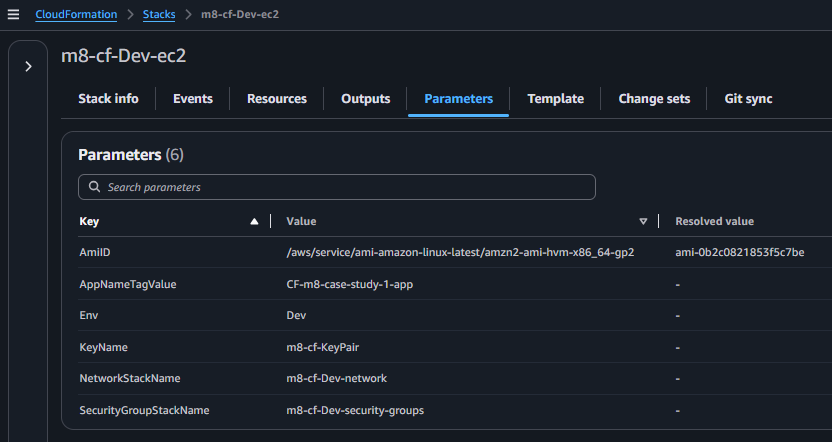 CloudFormation > Stacks > m8-cf-Dev-ec2
m8-cf-Dev-ec2
Stack info Events Resources Outputs Parameters Template Change sets Git sync
Parameters (6)
Search parameters
Key Value Resolved value
AmiID /aws/service/ami-amazon-linux-latest/amzn2-ami-hvm-x86_64-gp2 ami-0b2c0821853f5c7be
AppNameTagValue CF-m8-case-study-1-app -
Env Dev -
KeyName m8-cf-KeyPair -
NetworkStackName m8-cf-Dev-network -
SecurityGroupStackName m8-cf-Dev-security-groups -